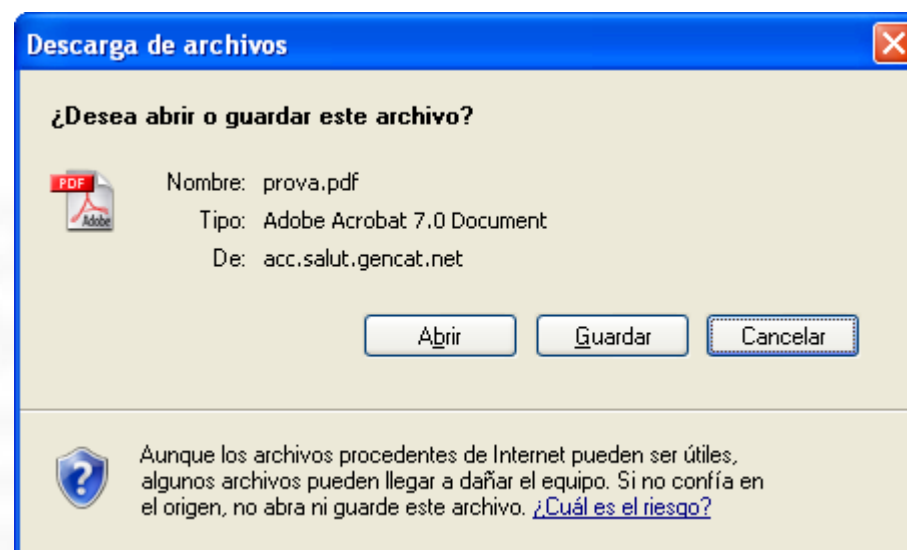 Descarga de archivos
¿Desea abrir o guardar este archivo?
PDF
Adobe
Nombre: prova.pdf
Tipo: Adobe Acrobat 7.0 Document
De: acc.salut.gencat.net
Abrir Guardar Cancelar
Aunque los archivos procedentes de Internet pueden ser útiles,
algunos archivos pueden llegar a dañar el equipo. Si no confía en
el origen, no abra ni guarde este archivo. ¿Cuál es el riesgo?